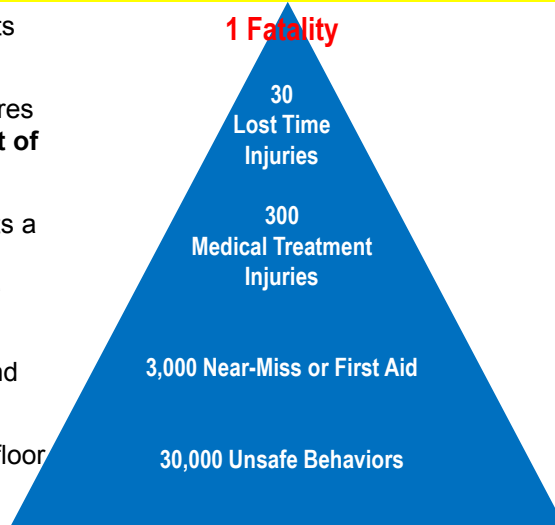 ts
1 Fatality
30
Lost Time
Injuries
res
t of
300
Medical Treatment
Injuries
s a
3,000 Near-Miss or First Aid
nd
floor
30,000 Unsafe Behaviors